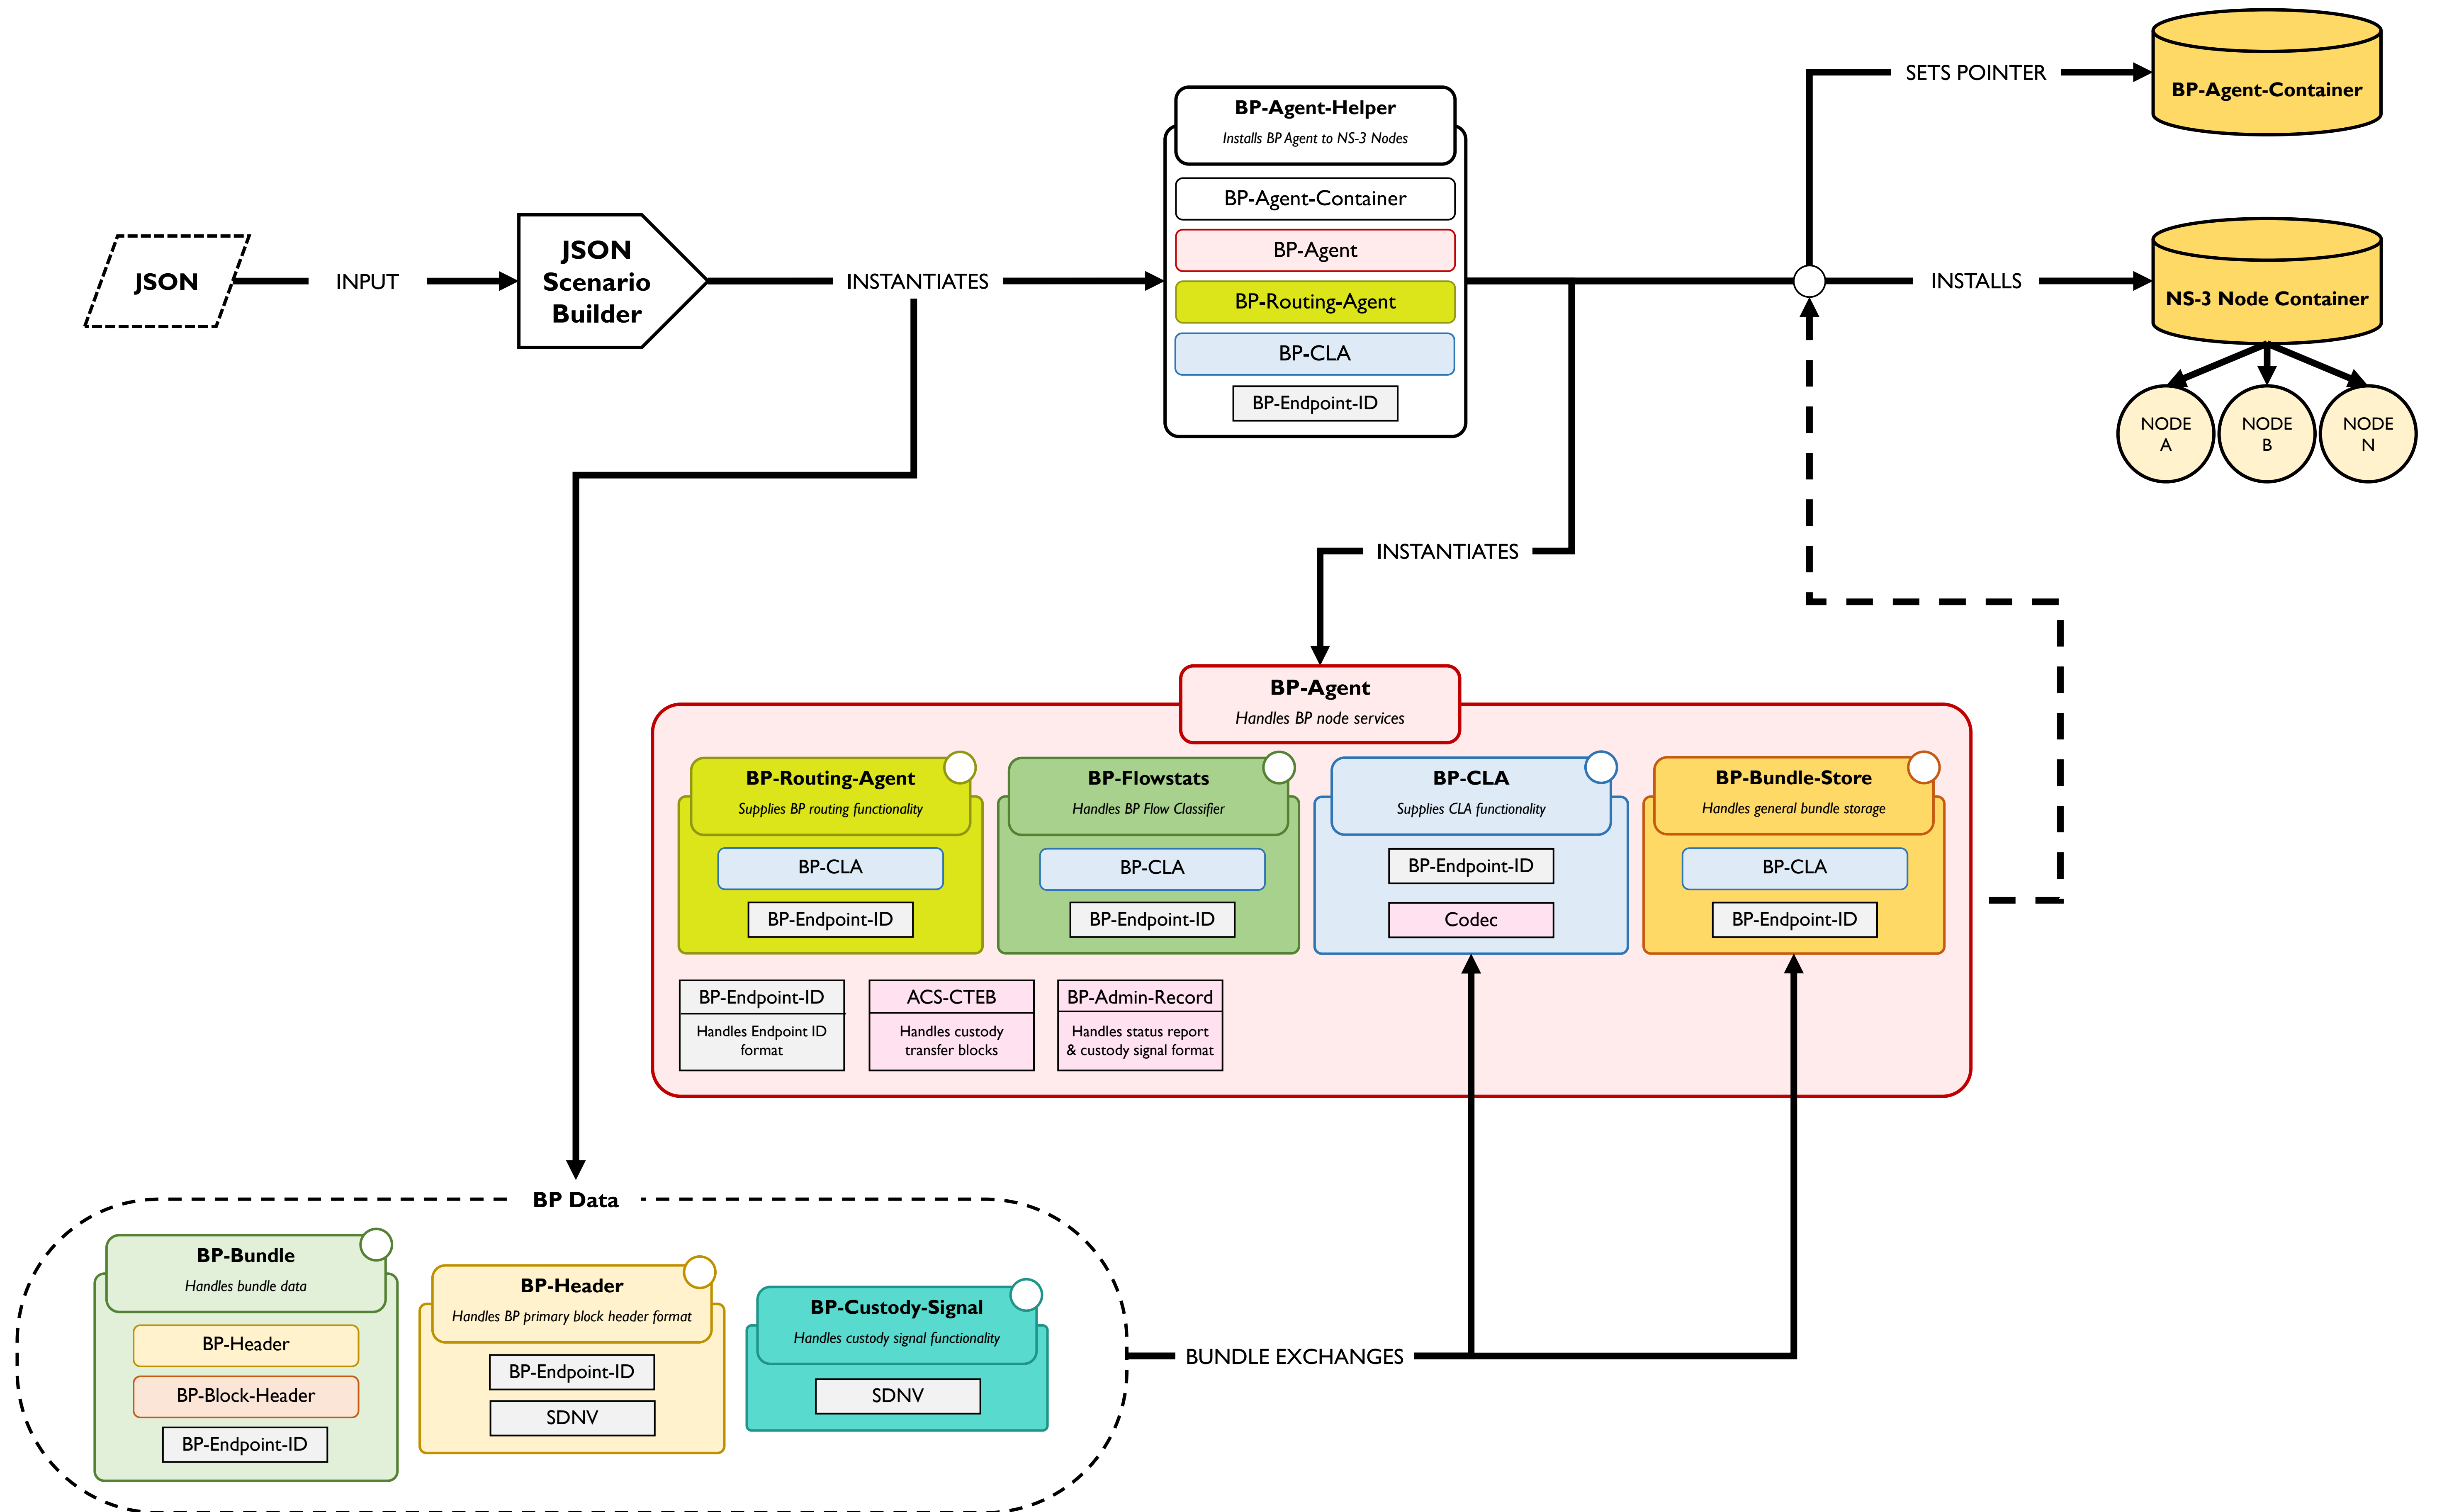 SETS POINTER
BP-Agent-Container
BP-Agent-Helper
Installs BP Agent to NS-3 Nodes
BP-Agent-Container
BP-Agent
BP-Routing-Agent
BP-CLA
BP-Endpoint-ID
JSON
INPUT
JSON
Scenario
Builder
INSTANTIATES
INSTALLS
NS-3 Node Container
NODE
A
NODE
B
NODE
N
INSTANTIATES
BP-Agent
Handles BP node services
BP-Routing-Agent
Supplies BP routing functionality
BP-CLA
BP-Endpoint-ID
BP-Flowstats
Handles BP Flow Classifier
BP-CLA
BP-Endpoint-ID
BP-CLA
Supplies CLA functionality
BP-Endpoint-ID
Codec
BP-Bundle-Store
Handles general bundle storage
BP-CLA
BP-Endpoint-ID
BP-Endpoint-ID
Handles Endpoint ID
format
ACS-CTEB
Handles custody
transfer blocks
BP-Admin-Record
Handles status report
& custody signal format
BP Data
BP-Bundle
Handles bundle data
BP-Header
BP-Block-Header
BP-Endpoint-ID
BP-Header
Handles BP primary block header format
BP-Endpoint-ID
SDNV
BP-Custody-Signal
Handles custody signal functionality
SDNV
BUNDLE EXCHANGES